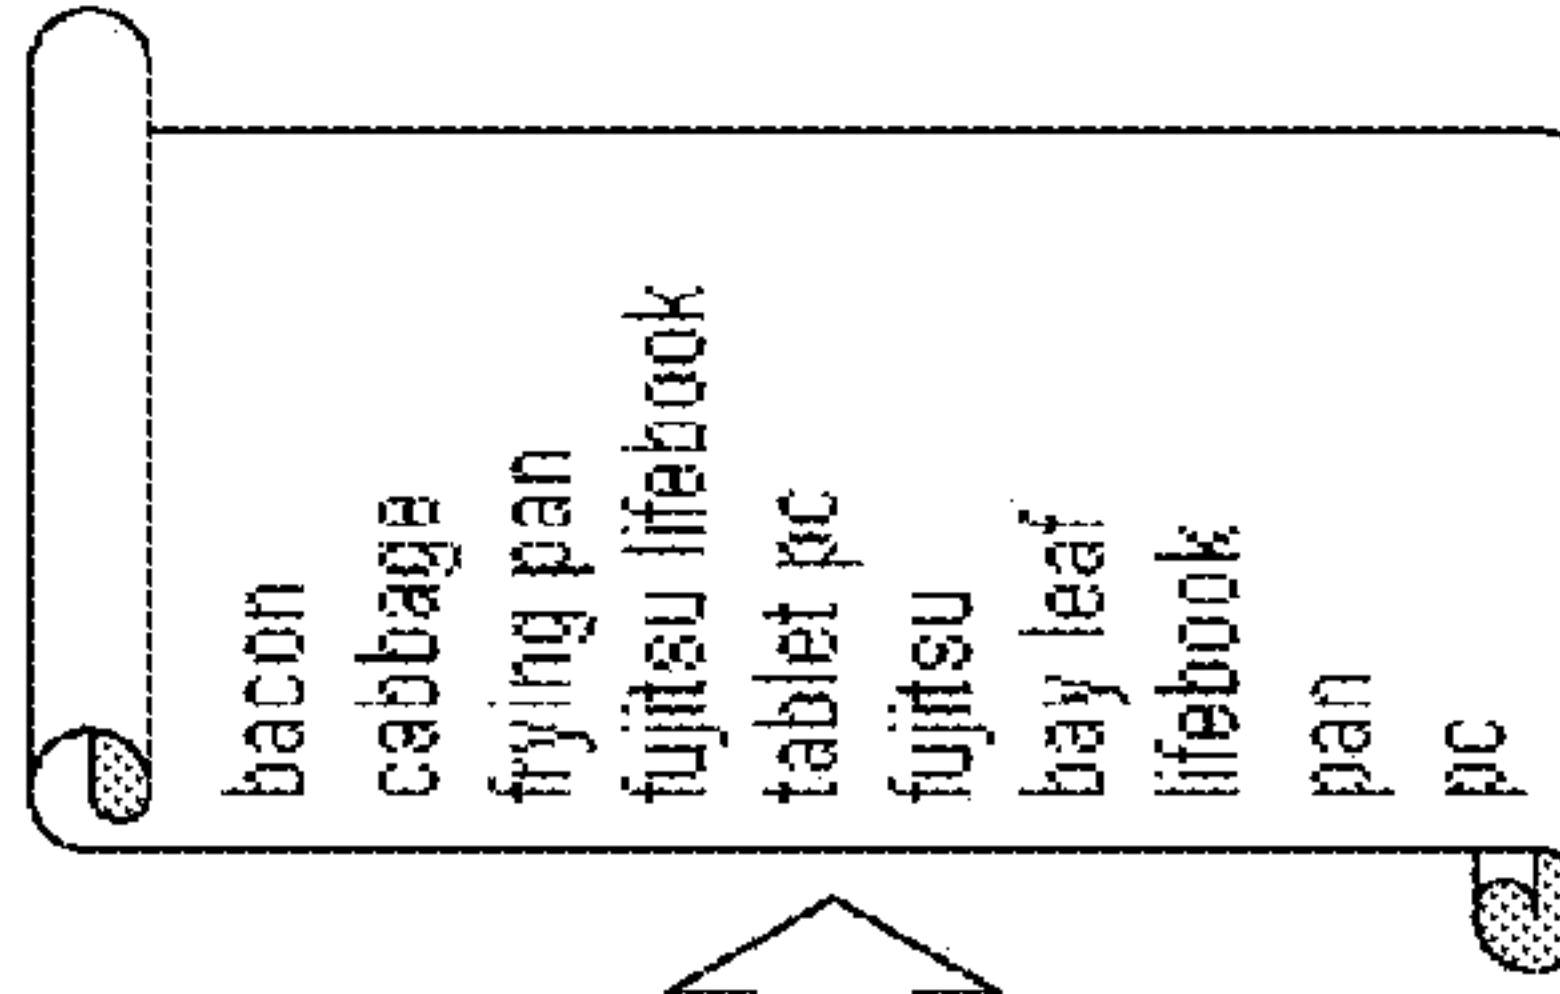 bacon
cabbage
frying pan
fujitsu lifebook
tablet pc
fujitsu
bay leaf
lifebook
pan
pc